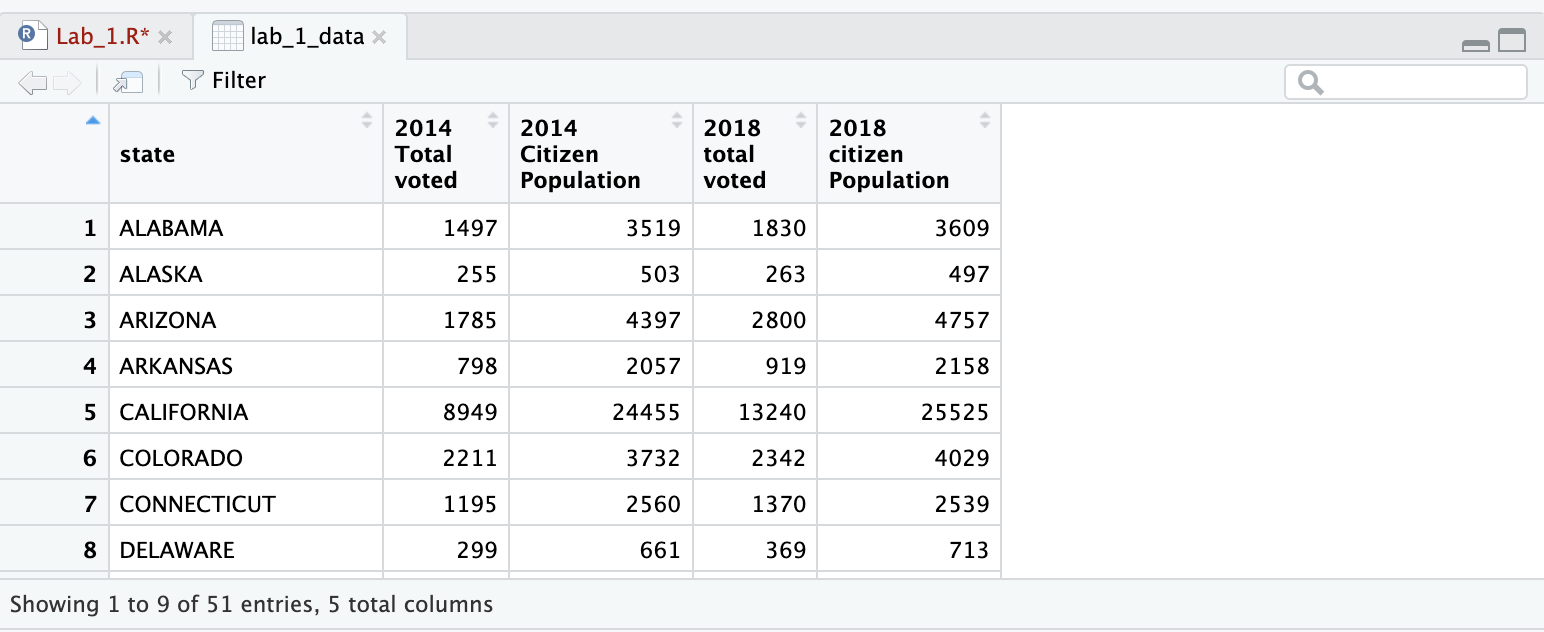 Lab_1.R* lab_1_data
Filter
state 2014 Total voted 2014 Citizen Population 2018 total voted 2018 citizen Population
1 ALABAMA 1497 3519 1830 3609
2 ALASKA 255 503 263 497
3 ARIZONA 1785 4397 2800 4757
4 ARKANSAS 798 2057 919 2158
5 CALIFORNIA 8949 24455 13240 25525
6 COLORADO 2211 3732 2342 4029
7 CONNECTICUT 1195 2560 1370 2539
8 DELAWARE 299 661 369 713
Showing 1 to 9 of 51 entries, 5 total columns